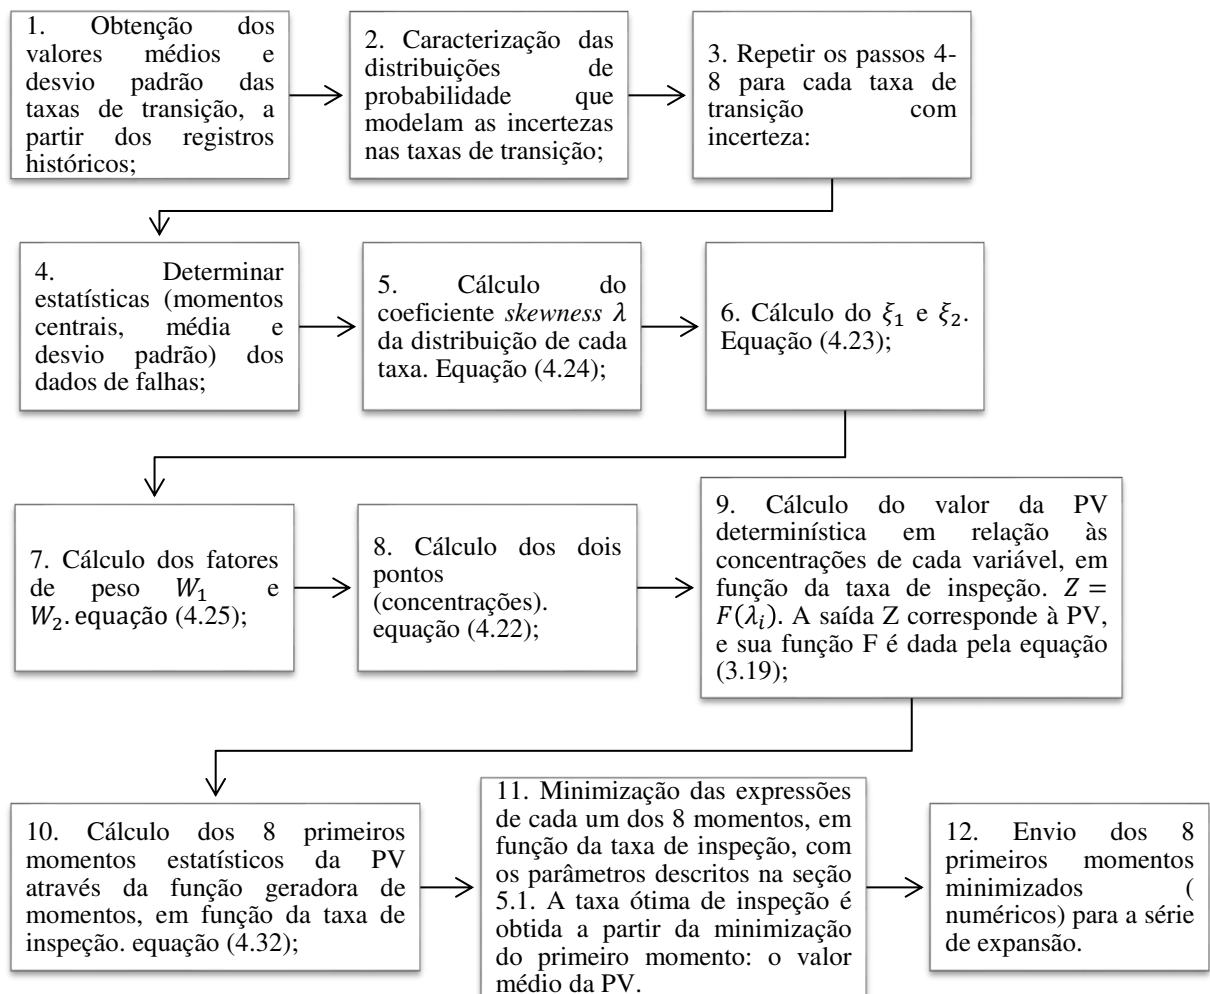 1. Obtenção dos
valores médios e
desvio padrão das
taxas de transição, a
partir dos registros
históricos;
2. Caracterização das
distribuições de
probabilidade que
modelam as incertezas
nas taxas de transição;
3. Repetir os passos 4-
8 para cada taxa de
transição com
incerteza:
4. Determinar
estatísticas (momentos
centrais, média e
desvio padrão) dos
dados de falhas;
5. Cálculo do
coeficiente skewness λ
da distribuição de cada
taxa. Equação (4.24);
6. Cálculo do ξ₁ e ξ₂.
Equação (4.23);
7. Cálculo dos fatores
de peso W₁ e
W₂. equação (4.25);
8. Cálculo dos dois
pontos
(concentrações).
equação (4.22);
9. Cálculo do valor da PV
determinística em relação às
concentrações de cada variável, em
função da taxa de inspeção. Z =
F(λᵢ). A saída Z corresponde à PV,
e sua função F é dada pela equação
(3.19);
10. Cálculo dos 8 primeiros
momentos estatísticos da PV
através da função geradora de
momentos, em função da taxa de
inspeção. equação (4.32);
11. Minimização das expressões
de cada um dos 8 momentos, em
função da taxa de inspeção, com
os parâmetros descritos na seção
5.1. A taxa ótima de inspeção é
obtida a partir da minimização
do primeiro momento: o valor
médio da PV.
12. Envio dos 8
primeiros momentos
minimizados (
numéricos) para a série
de expansão.